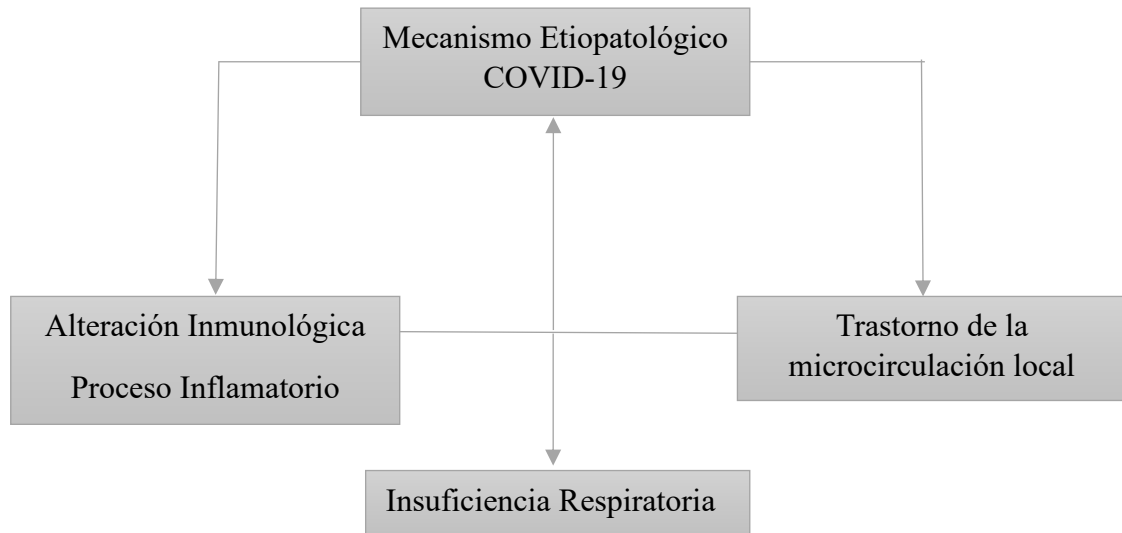 Mecanismo Etiopatológico
COVID-19
Alteración Inmunológica
Proceso Inflamatorio
Trastorno de la
microcirculación local
Insuficiencia Respiratoria